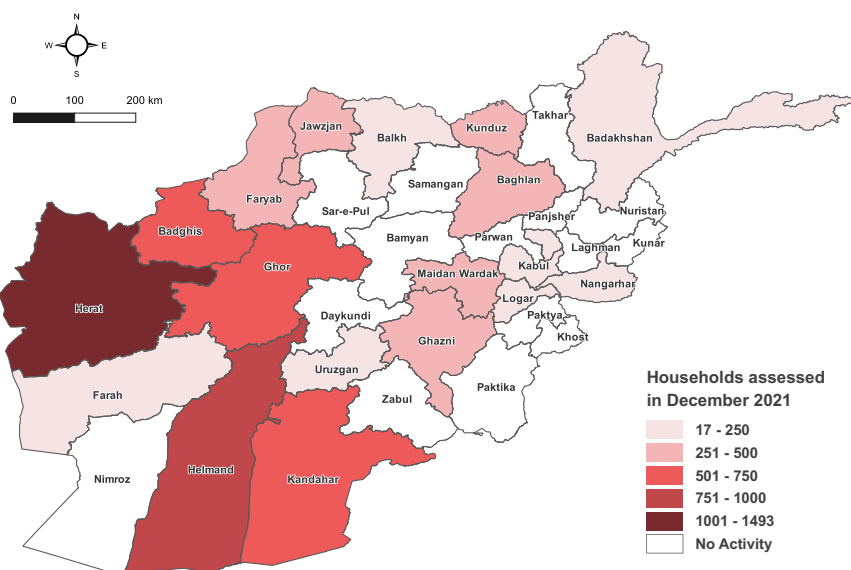 N
W E
S
0 100 200 km
Jawzjan
Balkh
Kunduz
Takhar
Badakhshan
Faryab
Samangan
Baghlan
Sar-e-Pul
Panjsher
Nuristan
Badghis
Bamyan
Parwan
Laghman
Kunar
Ghor
Maidan Wardak
Kabul
Nangarhar
Herat
Logar
Daykundi
Paktya
Ghazni
Khost
Uruzgan
Farah
Zabul
Paktika
Nimroz
Helmand
Kandahar
Households assessed
in December 2021
17 - 250
251 - 500
501 - 750
751 - 1000
1001 - 1493
No Activity